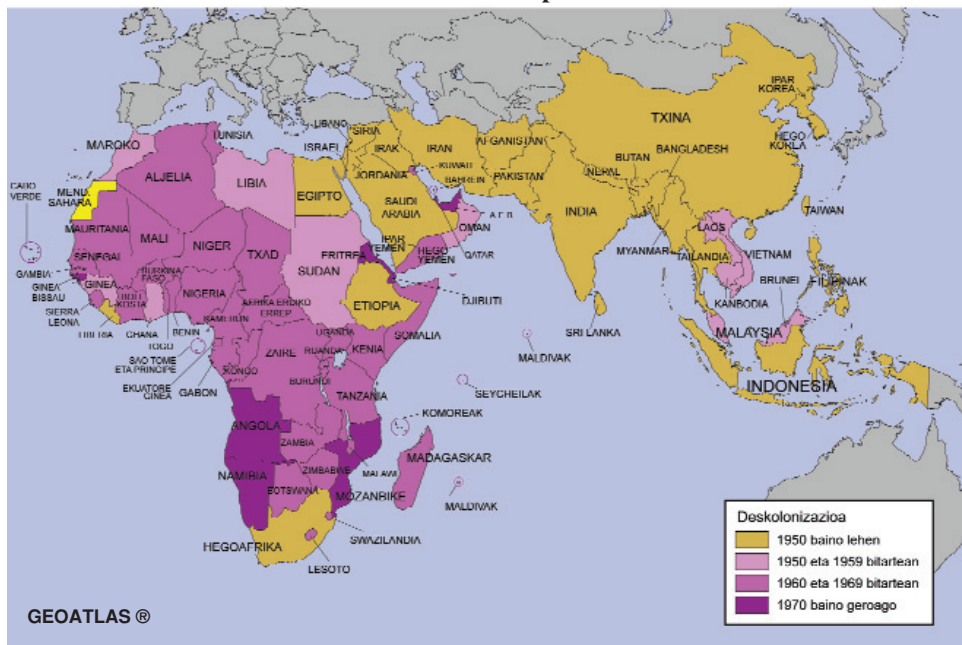 IPAR
KOREA
TXINA
HEGO
KOREA
LIBANO
SIRIA
ISRAEL
IRAK
IRAN
AFGANISTAN
JORDANIA
KUWAIT
BAHREIN
PAKISTAN
NEPAL
BUTAN
BANGLADESH
TUNISIA
MAROKO
ALJELIA
LIBIA
EGIPTO
SAUDI
ARABIA
A.E.B.
OMAN
QATAR
INDIA
TAIWAN
CABO
VERDE
MEND.
SAHARA
MAURITANIA
MALI
NIGER
TXAD
SUDAN
ERITREA
IPAR
YEMEN
HEGO
YEMEN
MYANMAR
LAOS
TAILANDIA
VIETNAM
SENEGAL
GAMBIA
GINEA
BISSAU
GINEA
BURKINA
FASO
BOLI
KOSTA
NIGERIA
AFRIKA ERDIKO
ERREP
ETIOPIA
DJIBUTI
BRUNEI
FILIPINAK
KANBODIA
SIERRA
LEONA
LIBERIA
GHANA
TOGO
BENIN
KAMERUN
SOMALIA
SRI LANKA
MALAYSIA
SAO TOME
ETA PRINCIPE
EKUATORE
GINEA
GABON
KONGO
ZAIRE
UGANDA
RUANDA
KENIA
BURUNDI
TANZANIA
MALDIVAK
SEYCHEILAK
INDONESIA
KOMOREAK
ANGOLA
ZAMBIA
MALAWI
MADAGASKAR
NAMIBIA
ZIMBABWE
BOTSWANA
MOZANBIKE
MALDIVAK
SWAZILANDIA
HEGOAFRIKA
LESOTO
Deskolonizazioa
1950 baino lehen
1950 eta 1959 bitartean
1960 eta 1969 bitartean
1970 baino geroago
GEOATLAS ®